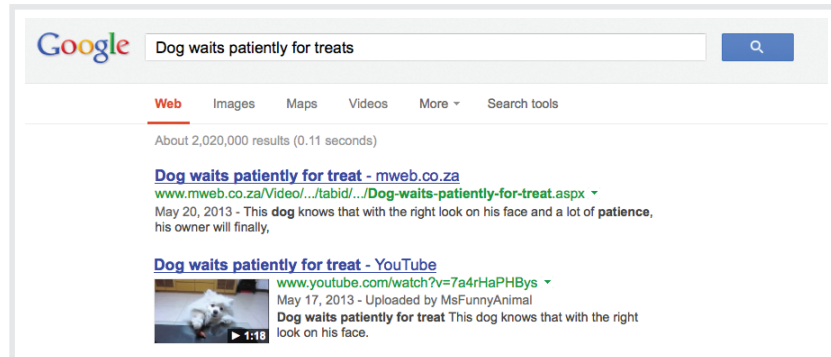 Google
Dog waits patiently for treats
Web Images Maps Videos More Search tools
About 2,020,000 results (0.11 seconds)
Dog waits patiently for treat - mweb.co.za
www.mweb.co.za/Video/.../tabid/.../Dog-waits-patiently-for-treat.aspx
May 20, 2013 - This dog knows that with the right look on his face and a lot of patience,
his owner will finally,
Dog waits patiently for treat - YouTube
www.youtube.com/watch?v=7a4rHaPHBys
May 17, 2013 - Uploaded by MsFunnyAnimal
Dog waits patiently for treat This dog knows that with the right
look on his face.
1:18